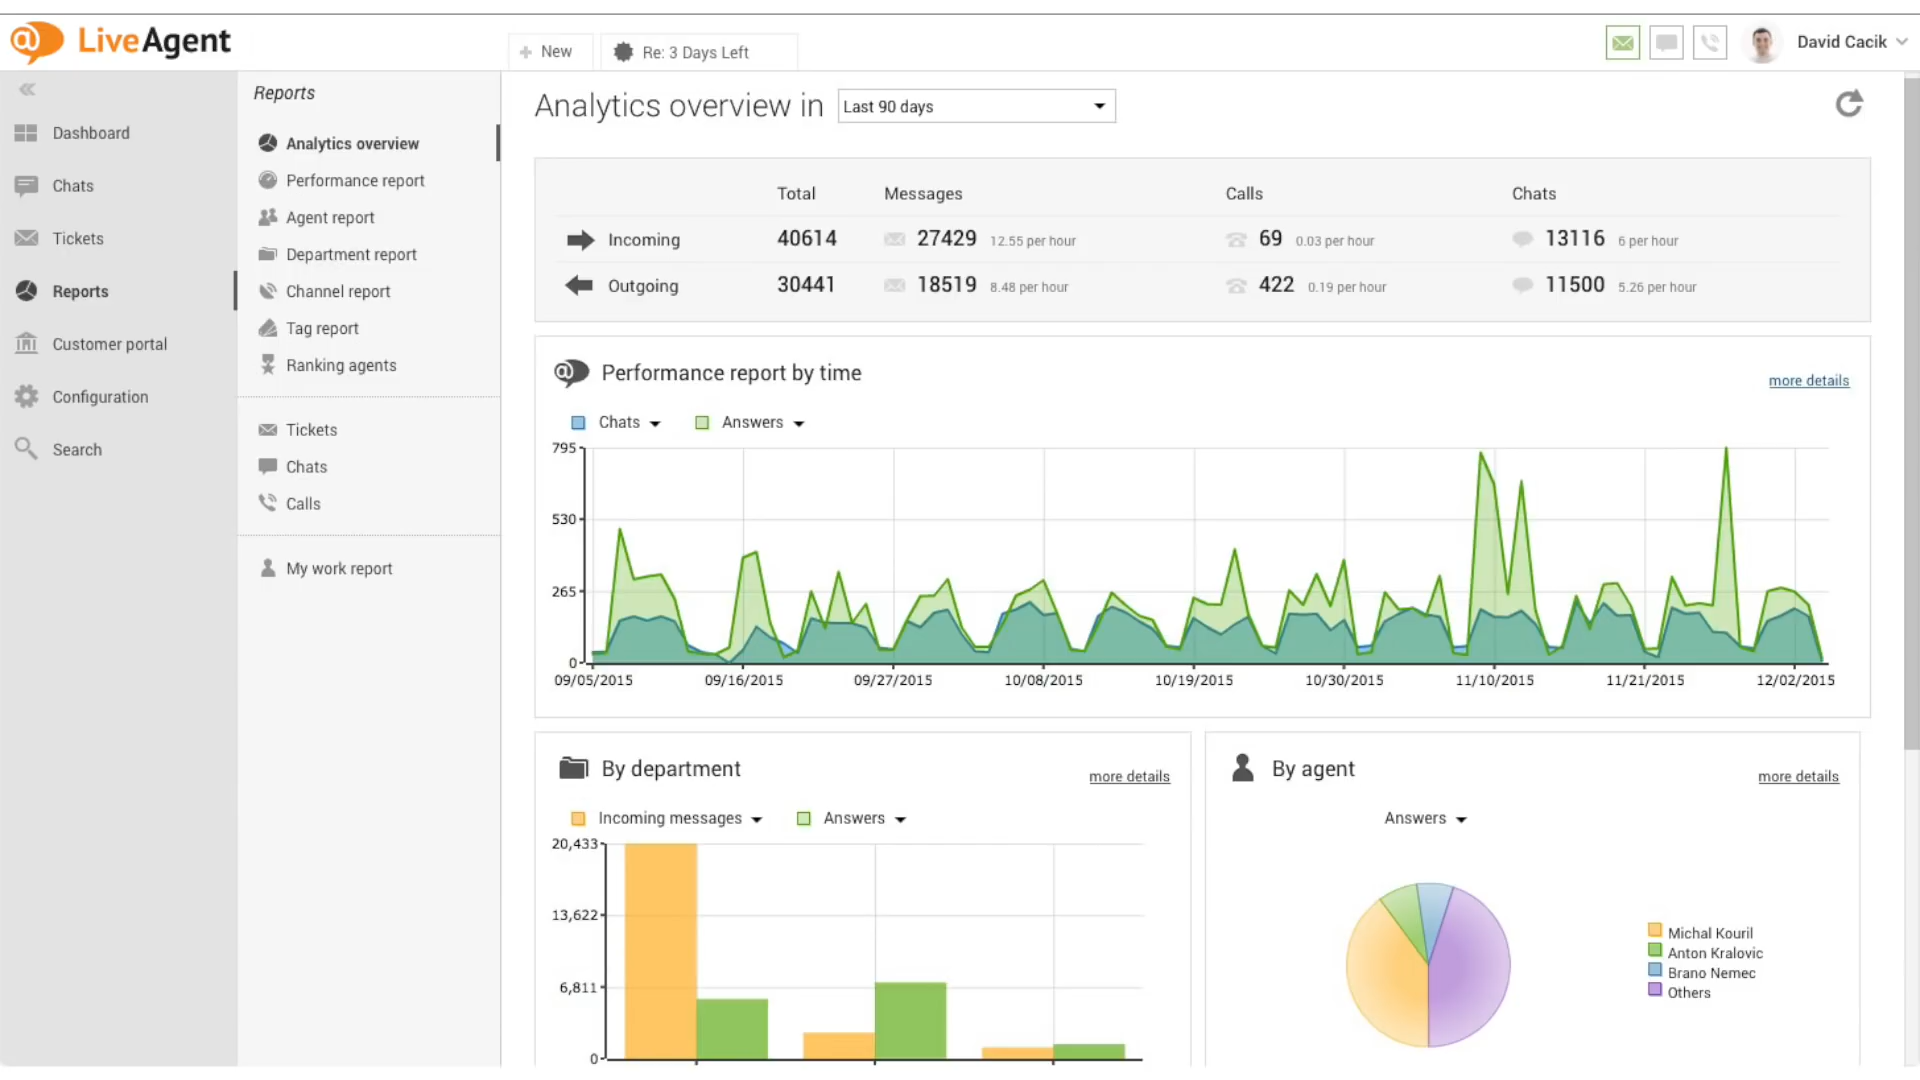 LiveAgent
New
Re: 3 Days Left
David Cacik
Dashboard
Chats
Tickets
Reports
Customer portal
Configuration
Search
Reports
Analytics overview
Performance report
Agent report
Department report
Channel report
Tag report
Ranking agents
Tickets
Chats
Calls
My work report
Analytics overview in Last 90 days
Total Messages Calls Chats
Incoming 40614 27429 12.55 per hour 69 0.03 per hour 13116 6 per hour
Outgoing 30441 18519 8.48 per hour 422 0.19 per hour 11500 5.26 per hour
Performance report by time
more details
Chats Answers
795
530
265
0
09/05/2015 09/16/2015 09/27/2015 10/08/2015 10/19/2015 10/30/2015 11/10/2015 11/21/2015 12/02/2015
By department
more details
Incoming messages Answers
20,433
13,622
6,811
0
By agent
more details
Answers
Michal Kouril
Anton Kralovic
Brano Nemec
Others